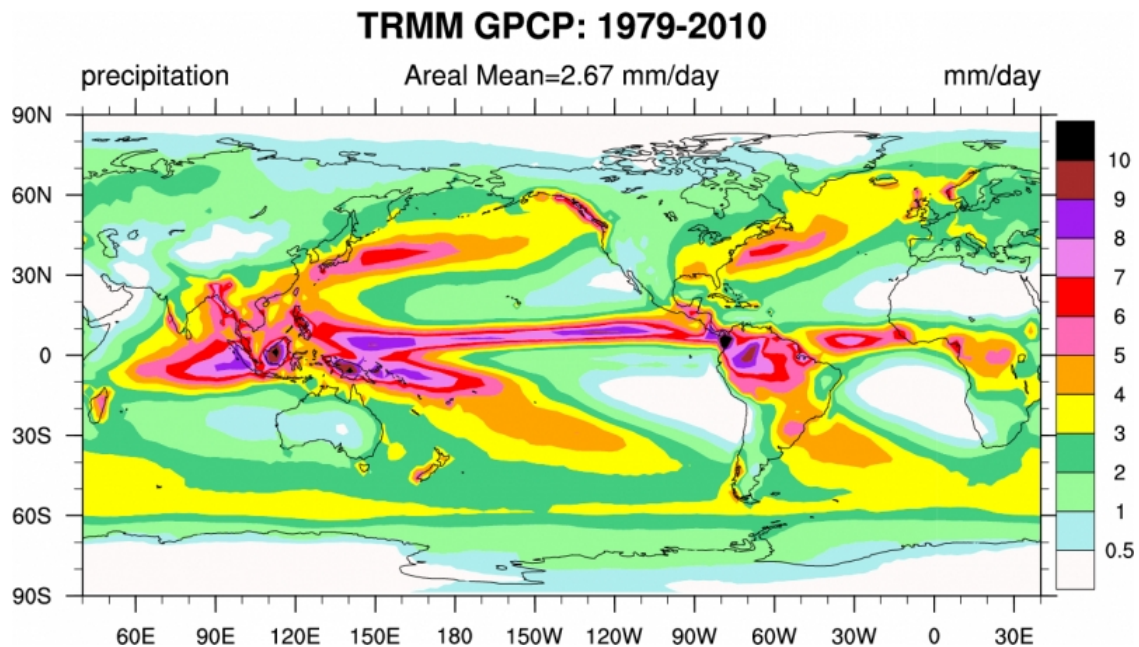 TRMM GPCP: 1979-2010
precipitation Areal Mean=2.67 mm/day mm/day
90N
60N
30N
0
30S
60S
90S
60E 90E 120E 150E 180 150W 120W 90W 60W 30W 0 30E
10
9
8
7
6
5
4
3
2
1
0.5